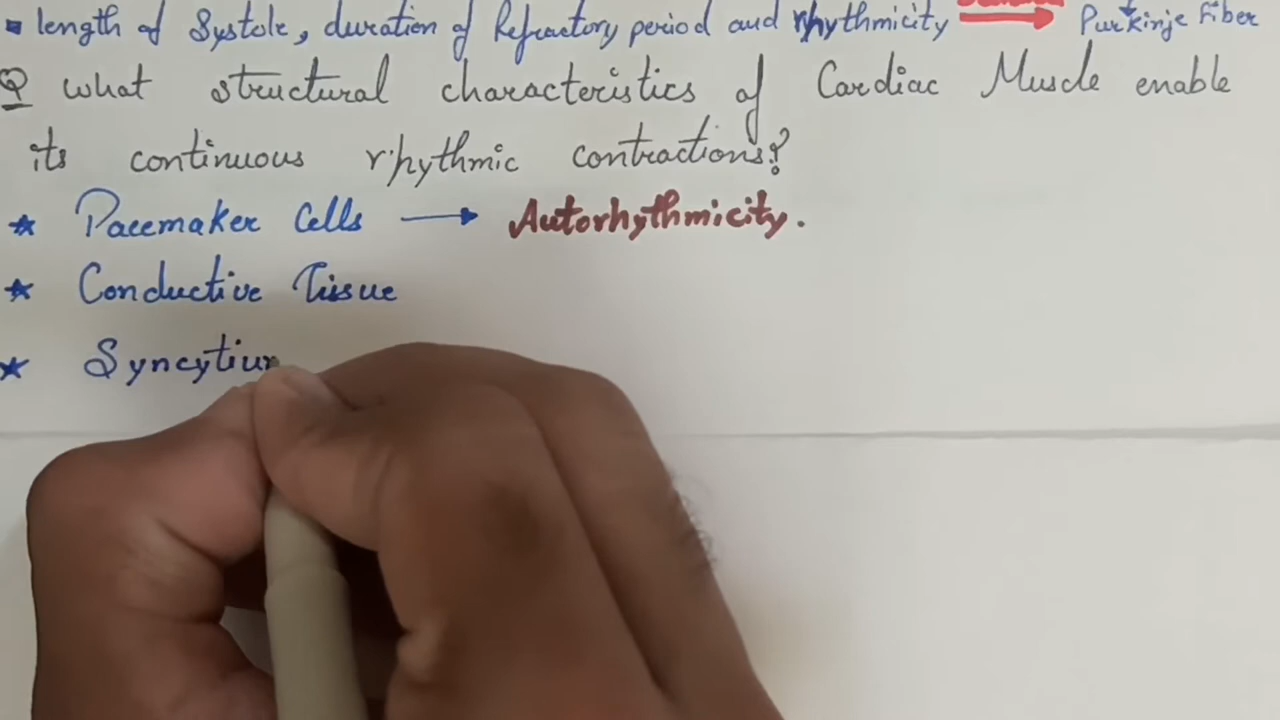 ▪ length of Systole, duration of Refractory period and rhythmicity Purkinje Fiber
Q What structural characteristics of Cardiac Muscle enable
its continuous rhythmic contractions?
★ Pacemaker Cells → Autorhythmicity.
★ Conductive Tissue
★ Syncytium